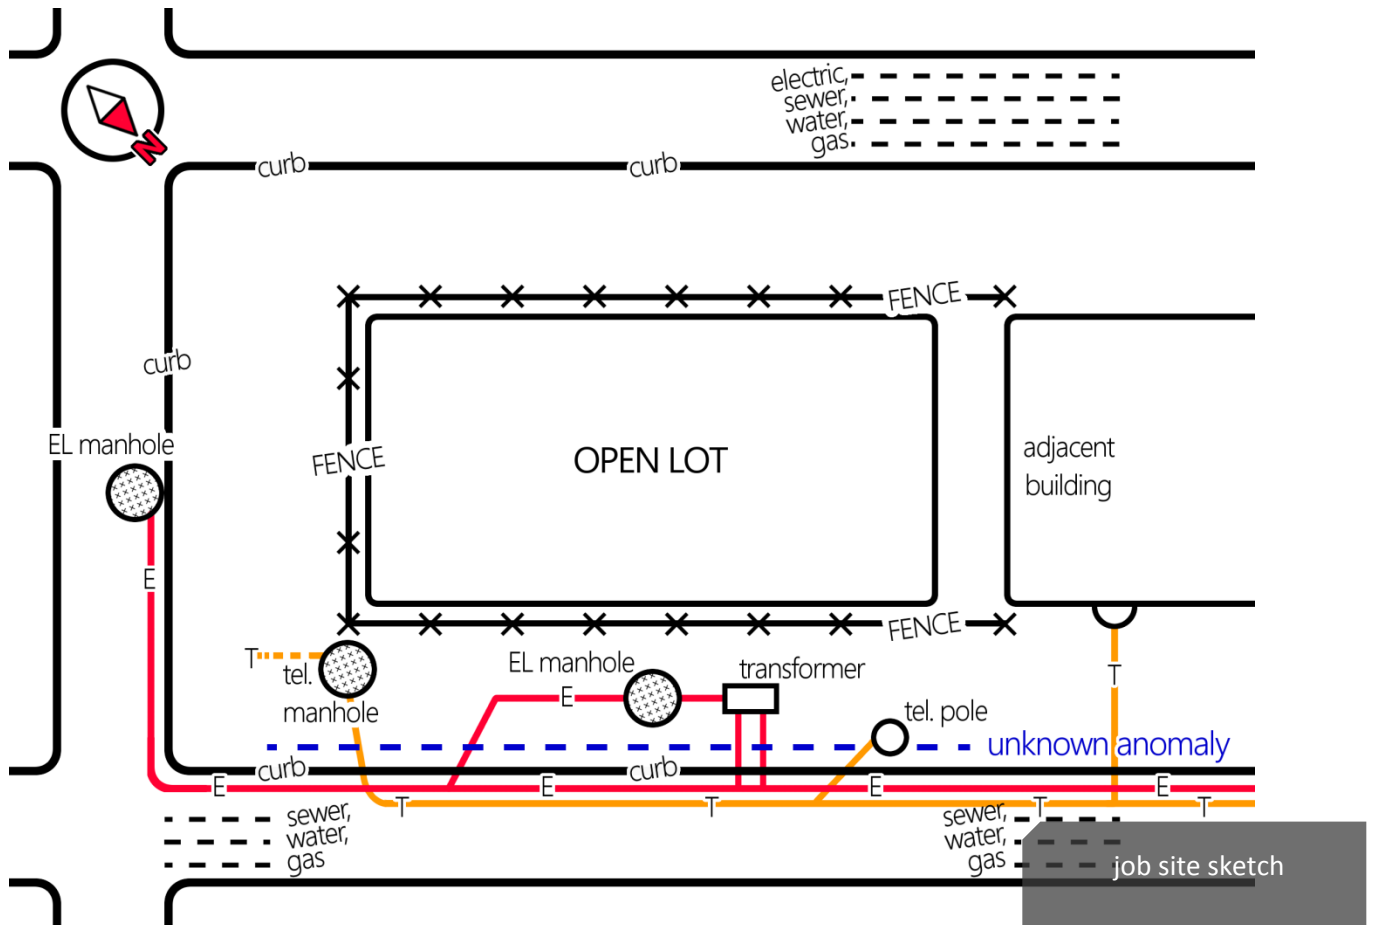 electric,
sewer,
water,
gas
N
curb
curb
FENCE
curb
EL manhole
FENCE
OPEN LOT
adjacent
building
E
FENCE
T
tel.
manhole
EL manhole
E
transformer
T
tel. pole
unknown anomaly
curb
curb
E
E
E
E
T
T
T
T
sewer,
water,
gas
sewer,
water,
gas
job site sketch